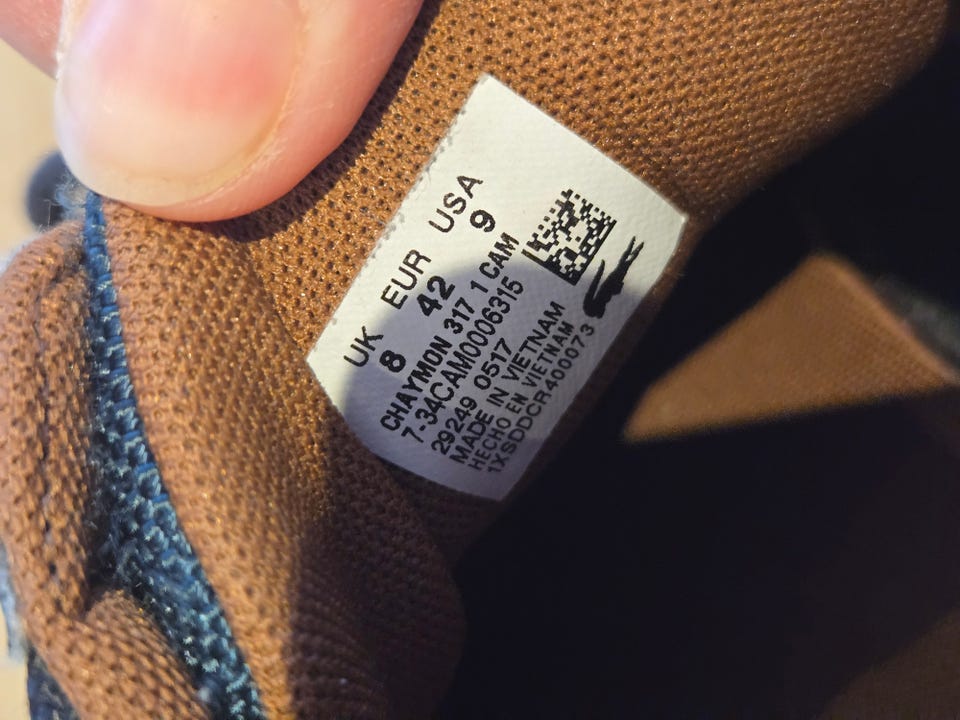 UK EUR USA
8 42 9
CHAYMON 317 1 CAM
7-34CAM0006315
29249 0517
MADE IN VIETNAM
HECHO EN VIETNAM
1XSDDCR400073